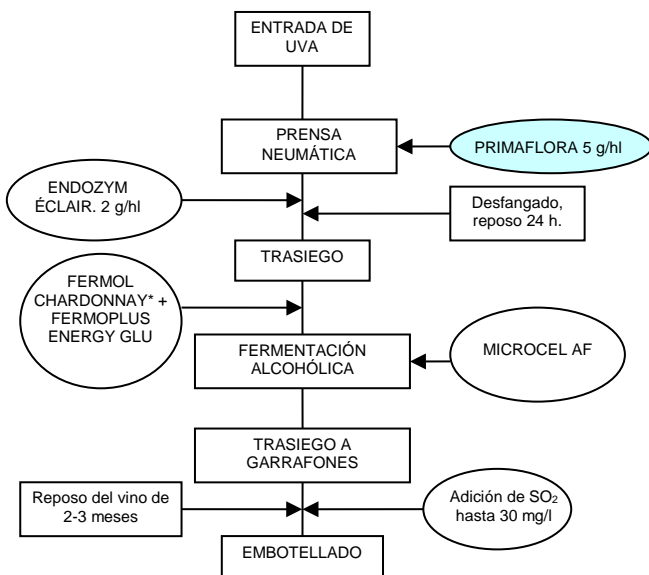 ENTRADA DE
UVA
PRENSA
NEUMÁTICA
PRIMAFLORA 5 g/hl
ENDOZYM
ÉCLAIR. 2 g/hl
Desfangado,
reposo 24 h.
TRASIEGO
FERMOL
CHARDONNAY* +
FERMOPLUS
ENERGY GLU
FERMENTACIÓN
ALCOHÓLICA
MICROCEL AF
TRASIEGO A
GARRAFONES
Reposo del vino de
2-3 meses
Adición de SO₂
hasta 30 mg/l
EMBOTELLADO